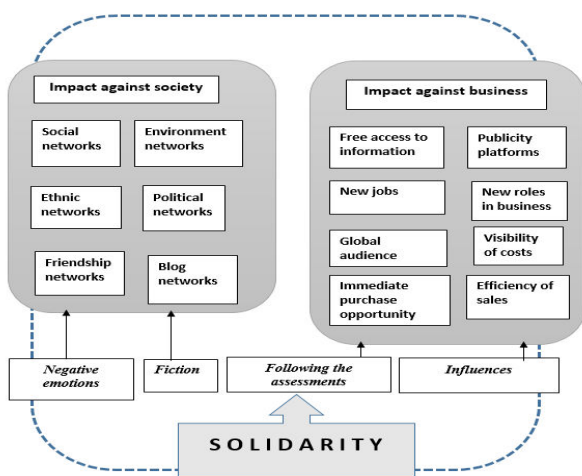 Impact against society
Social
networks
Environment
networks
Ethnic
networks
Political
networks
Friendship
networks
Blog
networks
Impact against business
Free access to
information
Publicity
platforms
New jobs
New roles
in business
Global
audience
Visibility
of costs
Immediate
purchase
opportunity
Efficiency of
sales
Negative
emotions
Fiction
Following the
assessments
Influences
SOLIDARITY